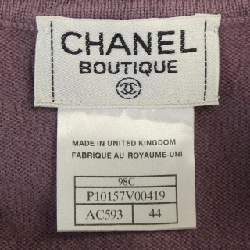 CHANEL
BOUTIQUE
MADE IN UNITED KINGDOM
FABRIQUE AU ROYAUME-UNI
98C
P10157V00419
AC593 44